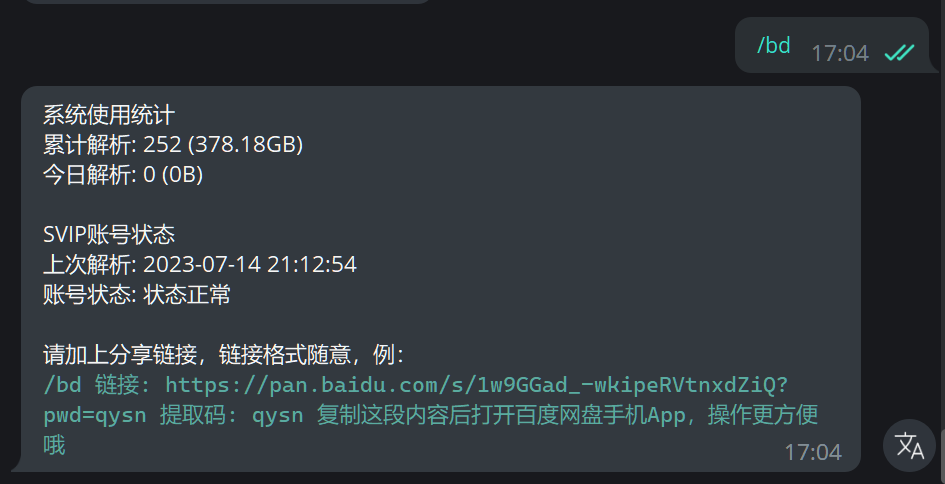 /bd 17:04
系统使用统计
累计解析: 252 (378.18GB)
今日解析: 0 (0B)
SVIP账号状态
上次解析: 2023-07-14 21:12:54
账号状态: 状态正常
请加上分享链接，链接格式随意，例：
/bd 链接: https://pan.baidu.com/s/1w9GGad_-wkipeRVtnxdZiQ?
pwd=qysn 提取码: qysn 复制这段内容后打开百度网盘手机App，操作更方便
哦
17:04